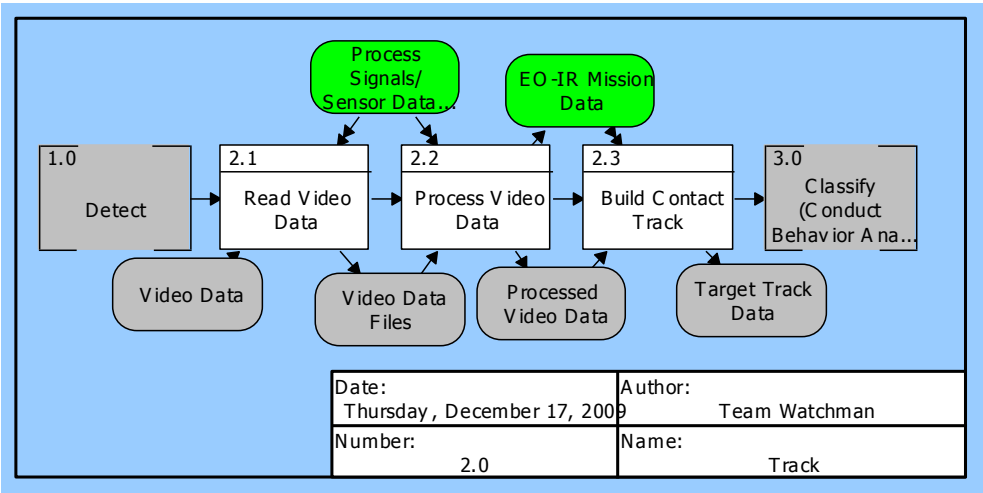 Process
Signals/
Sensor Data...
EO-IR Mission
Data
1.0
Detect
2.1
Read Video
Data
2.2
Process Video
Data
2.3
Build Contact
Track
3.0
Classify
(Conduct
Behavior Ana...
Video Data
Video Data
Files
Processed
Video Data
Target Track
Data
Date:
Thursday, December 17, 2009
Author:
Team Watchman
Number:
2.0
Name:
Track